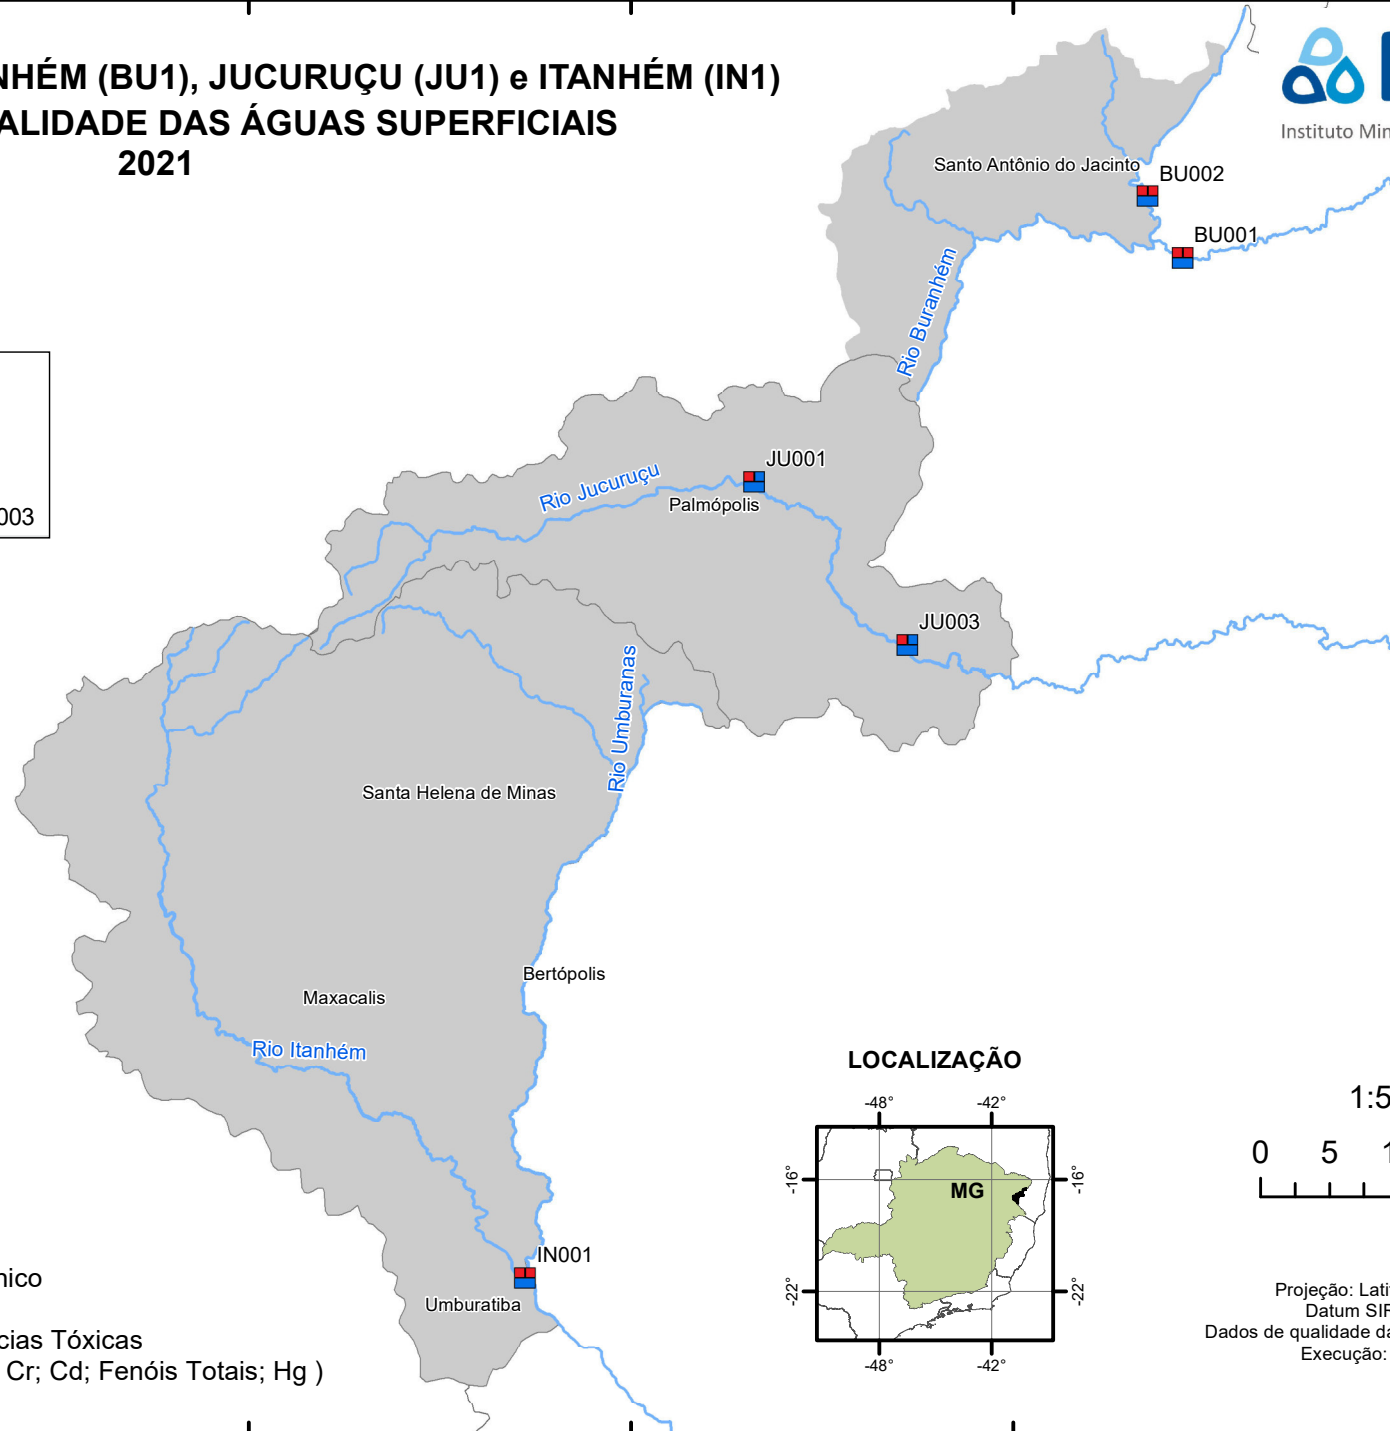 NHÉM (BU1), JUCURUÇU (JU1) e ITANHÉM (IN1)
ALIDADE DAS ÁGUAS SUPERFICIAIS
2021
Instituto Min
Santo Antônio do Jacinto
BU002
BU001
Rio Buranhém
003
JU001
Rio Jucuruçu
Palmópolis
JU003
Rio Umburanas
Santa Helena de Minas
Bertópolis
Maxacalis
Rio Itanhém
IN001
Umburatiba
LOCALIZAÇÃO
-48° -42°
-16° -16°
MG
-22° -22°
-48° -42°
1:5
0 5 1
nico
cias Tóxicas
Cr; Cd; Fenóis Totais; Hg )
Projeção: Lati
Datum SIR
Dados de qualidade da
Execução: